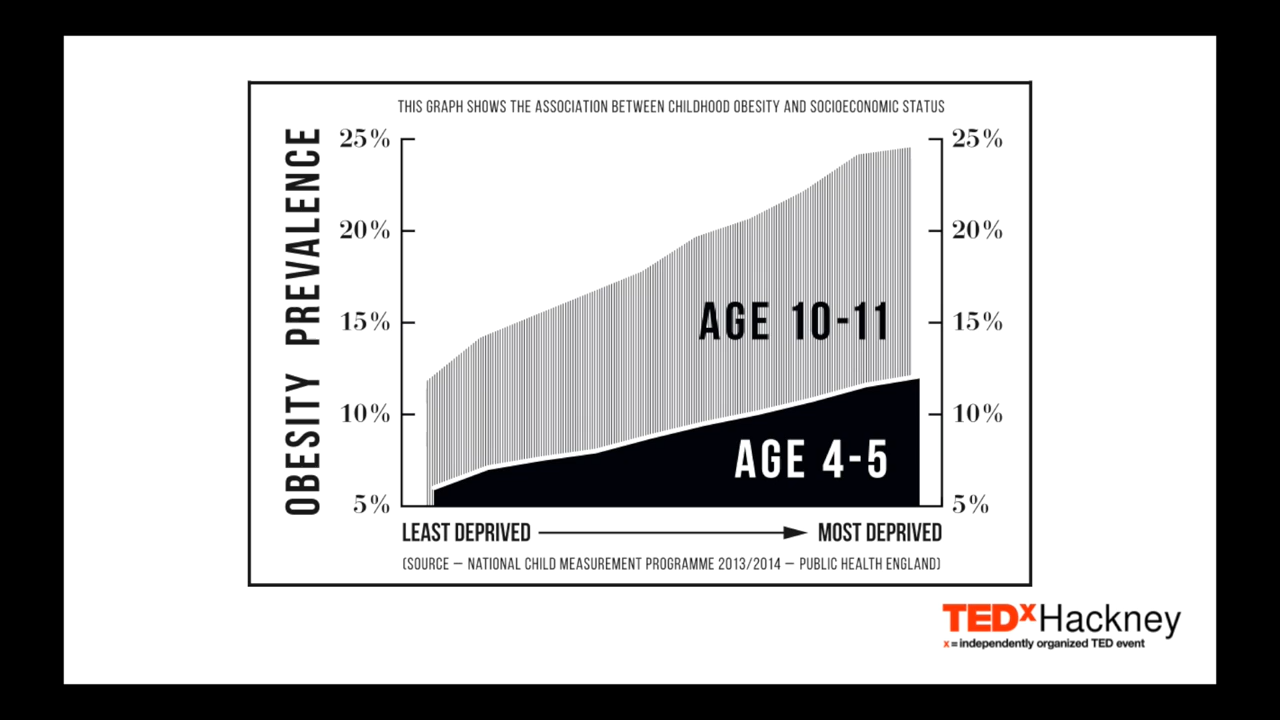 THIS GRAPH SHOWS THE ASSOCIATION BETWEEN CHILDHOOD OBESITY AND SOCIOECONOMIC STATUS
OBESITY PREVALENCE
25%
25%
20%
20%
15%
15%
10%
10%
5%
5%
AGE 10-11
AGE 4-5
LEAST DEPRIVED
MOST DEPRIVED
(SOURCE – NATIONAL CHILD MEASUREMENT PROGRAMME 2013/2014 – PUBLIC HEALTH ENGLAND)
TEDxHackney
x = independently organized TED event